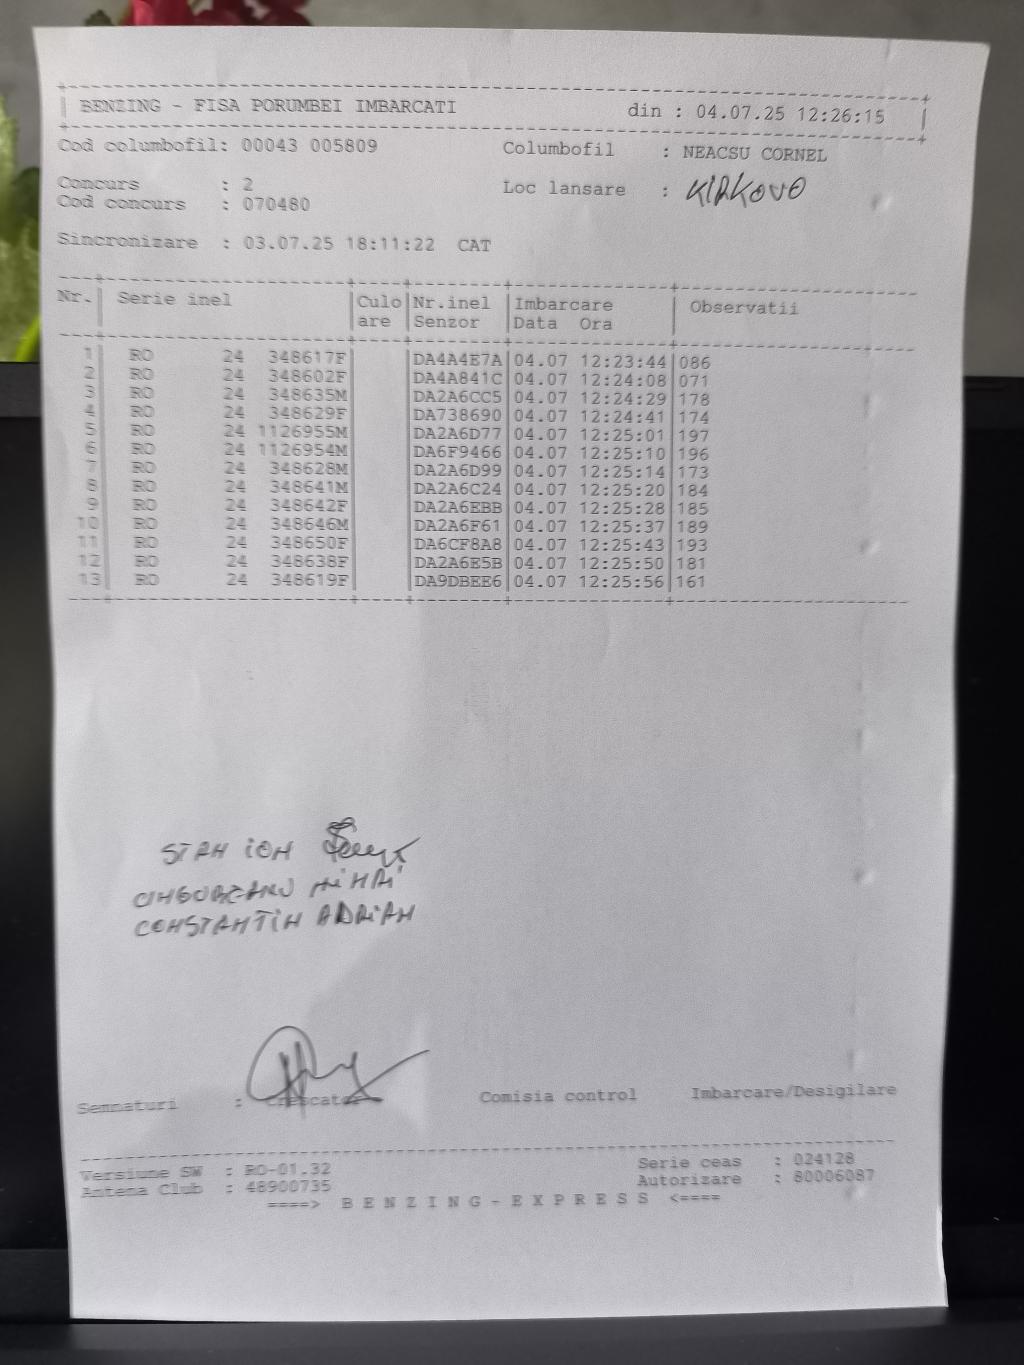 BENZING - FISA PORUMBEI IMBARCATI din : 04.07.25 12:26:15
Cod columbofil: 00043 005809 Columbofil : NEACSU CORNEL
Concurs : 2 Loc lansare : KIRKOVO
Cod concurs : 070480
Sincronizare : 03.07.25 18:11:22 CAT
Nr. Serie inel Culo Nr.inel Imbarcare Observatii
are Senzor Data Ora
1 RO 24 348617F DA4A4E7A 04.07 12:23:44 086
2 RO 24 348602F DA4A841C 04.07 12:24:08 071
3 RO 24 348635M DA2A6CC5 04.07 12:24:29 178
4 RO 24 348629F DA738690 04.07 12:24:41 174
5 RO 24 1126955M DA2A6D77 04.07 12:25:01 197
6 RO 24 1126954M DA6F9466 04.07 12:25:10 196
7 RO 24 348628M DA2A6D99 04.07 12:25:14 173
8 RO 24 348641M DA2A6C24 04.07 12:25:20 184
9 RO 24 348642F DA2A6EBB 04.07 12:25:28 185
10 RO 24 348646M DA2A6F61 04.07 12:25:37 189
11 RO 24 348650F DA6CF8A8 04.07 12:25:43 193
12 RO 24 348638F DA2A6E5B 04.07 12:25:50 181
13 RO 24 348619F DA9DBEE6 04.07 12:25:56 161
STAN ION
MIHAI
CONSTANTIN ADRIAN
Semnaturi : Crescator Comisia control Imbarcare/Desigilare
Versiune SW : RO-01.32 Serie ceas : 024128
Antena Club : 48900735 Autorizare : 80006087
====> B E N Z I N G - E X P R E S S <====